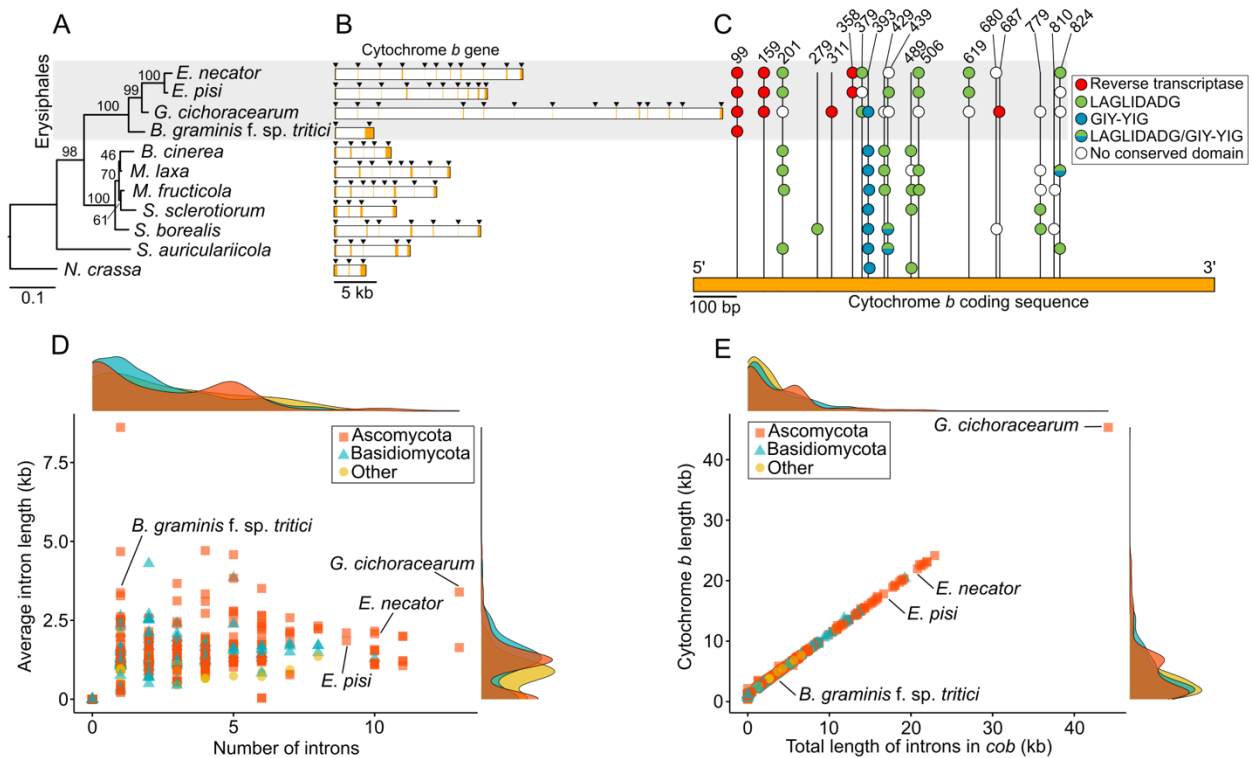 A
B
C
Cytochrome b gene
Erysiphales
E. necator
E. pisi
G. cichoracearum
B. graminis f. sp. tritici
B. cinerea
M. laxa
M. fructicola
S. sclerotiorum
S. borealis
S. auriculariicola
N. crassa
100
99
100
98
46
70
100
61
0.1
5 kb
99
159
201
279
311
358
379
393
429
439
489
506
619
680
687
779
810
824
Reverse transcriptase
LAGLIDADG
GIY-YIG
LAGLIDADG/GIY-YIG
No conserved domain
5'
3'
100 bp
Cytochrome b coding sequence
D
Ascomycota
Basidiomycota
Other
B. graminis f. sp. tritici
G. cichoracearum
E. necator
E. pisi
Average intron length (kb)
7.5
5.0
2.5
0
0
5
10
Number of introns
E
Ascomycota
Basidiomycota
Other
G. cichoracearum
E. necator
E. pisi
B. graminis f. sp. tritici
Cytochrome b length (kb)
40
30
20
10
0
0
10
20
30
40
Total length of introns in cob (kb)